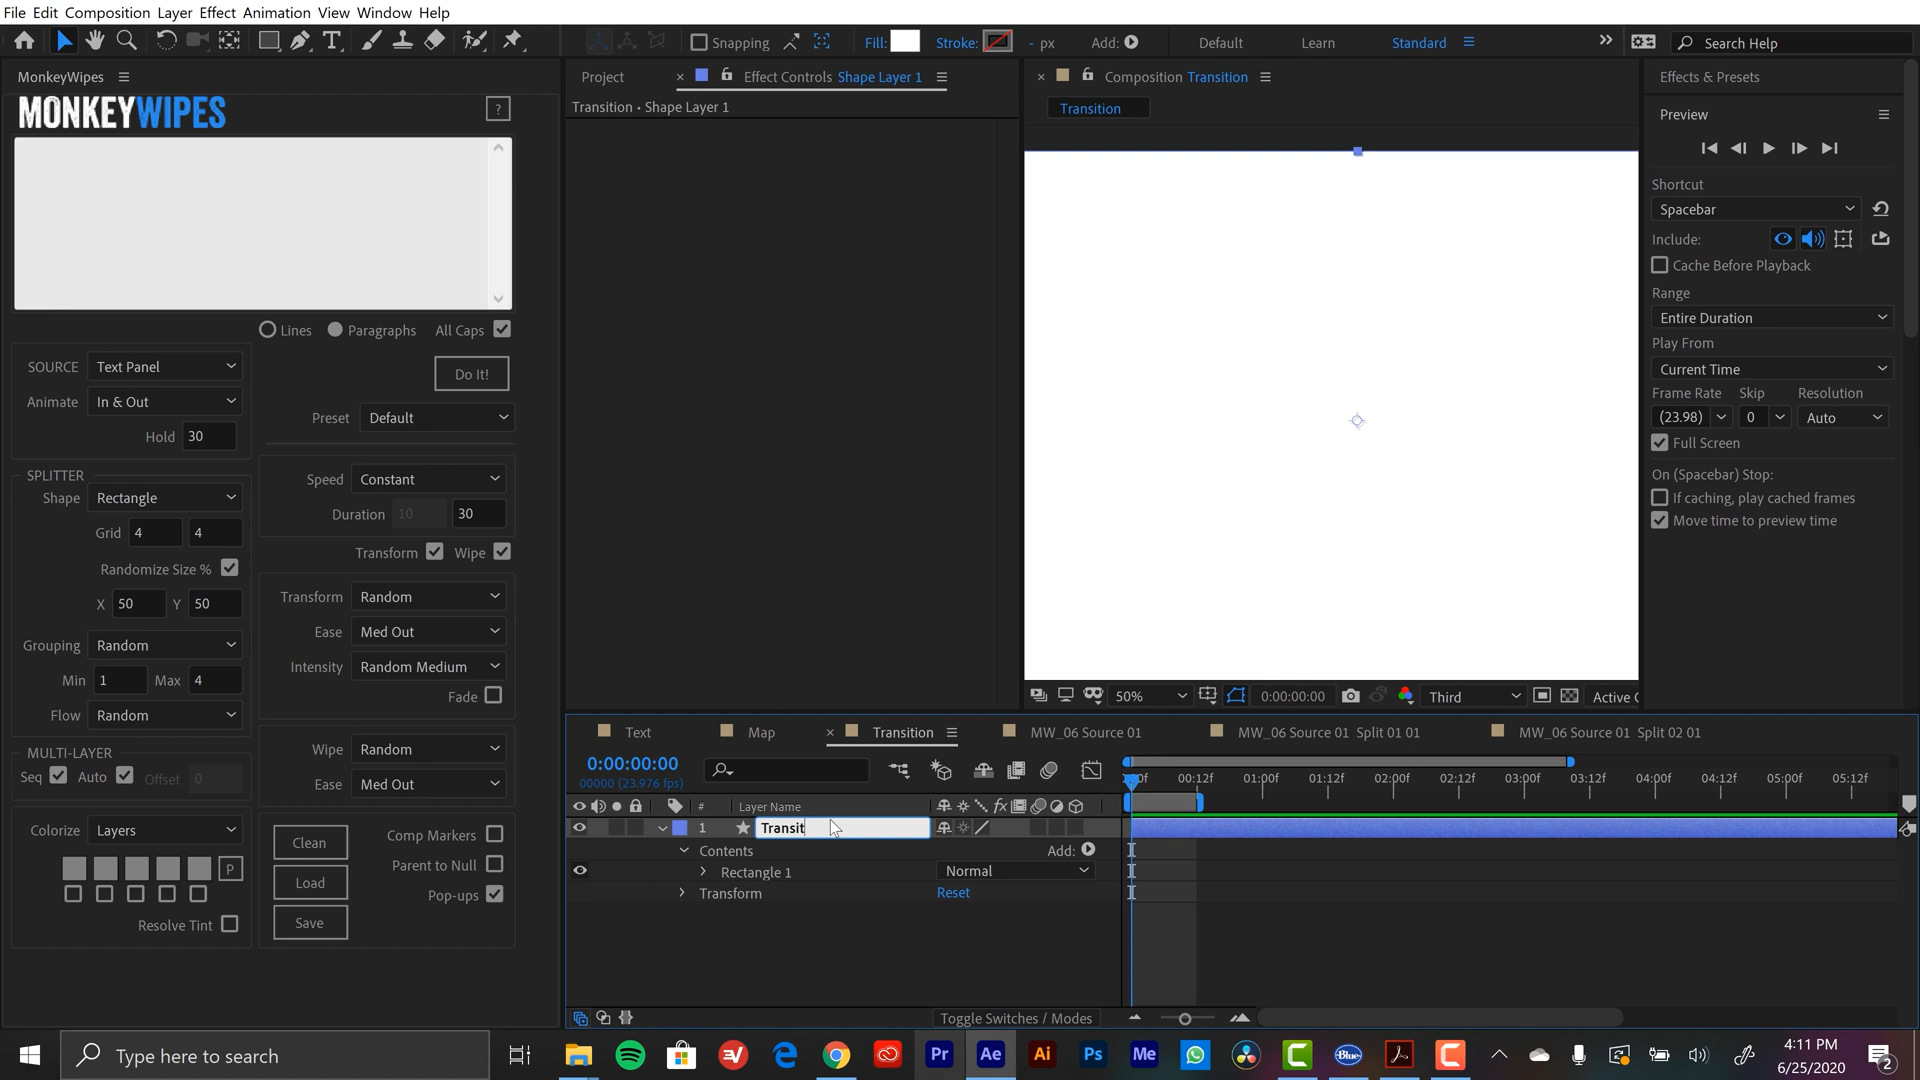 File Edit Composition Layer Effect Animation View Window Help
Snapping
Fill:
Stroke:
- px
Add:
Default
Learn
Standard
Search Help
MonkeyWipes
MONKEYWIPES
?
Lines
Paragraphs
All Caps
SOURCE
Text Panel
Do It!
Animate
In & Out
Preset
Default
Hold
30
SPLITTER
Shape
Rectangle
Speed
Constant
Grid
4
4
Duration
10
30
Transform
Wipe
Randomize Size %
X
50
Y
50
Transform
Random
Ease
Med Out
Grouping
Random
Intensity
Random Medium
Min
1
Max
4
Fade
Flow
Random
MULTI-LAYER
Seq
Auto
Offset
0
Wipe
Random
Ease
Med Out
Colorize
Layers
P
Resolve Tint
Clean
Load
Save
Comp Markers
Parent to Null
Pop-ups
Project
Effect Controls Shape Layer 1
Transition • Shape Layer 1
Composition Transition
Transition
50%
0:00:00:00
Third
Active C
Effects & Presets
Preview
Shortcut
Spacebar
Include:
Cache Before Playback
Range
Entire Duration
Play From
Current Time
Frame Rate
Skip
Resolution
(23.98)
0
Auto
Full Screen
On (Spacebar) Stop:
If caching, play cached frames
Move time to preview time
Text
Map
Transition
MW_06 Source 01
MW_06 Source 01 Split 01 01
MW_06 Source 01 Split 02 01
0:00:00:00
00000 (23.976 fps)
00:12f
01:00f
01:12f
02:00f
02:12f
03:00f
03:12f
04:00f
04:12f
05:00f
05:12f
#
Layer Name
fx
1
Transit
Contents
Add:
Rectangle 1
Normal
Transform
Reset
Toggle Switches / Modes
Type here to search
Pr
Ae
Ai
Ps
Me
Blue
4:11 PM
6/25/2020
2